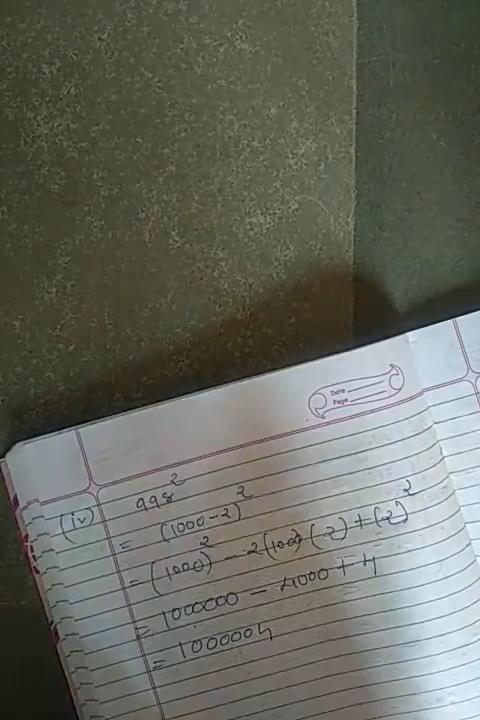 Date
Page
(iv) 998²
= (1000-2)²
= (1000)² - 2(1000)(2) + (2)²
= 1000000 - 4000 + 4
= 1000004